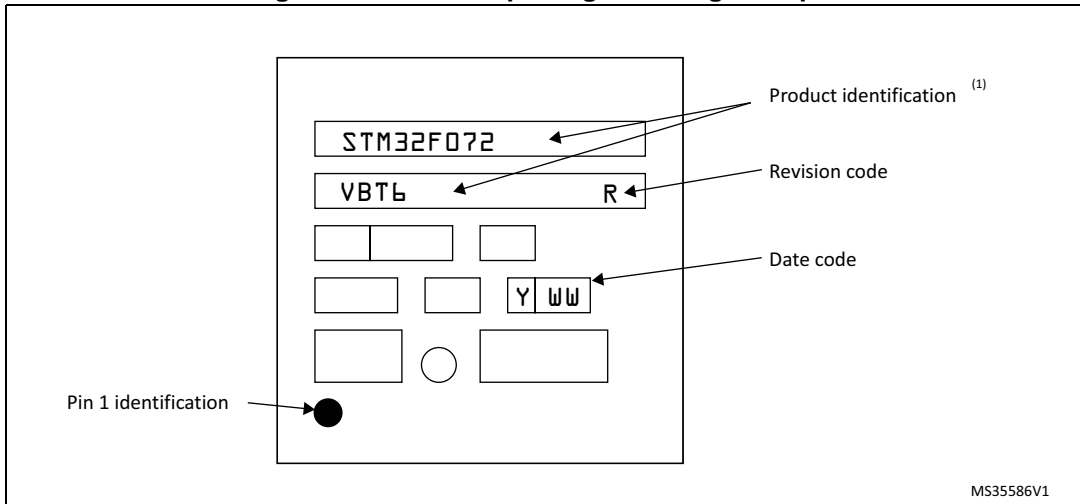 Product identification (1)
STM32F072
Revision code
VBT6 R
Date code
Y WW
Pin 1 identification
MS35586V1